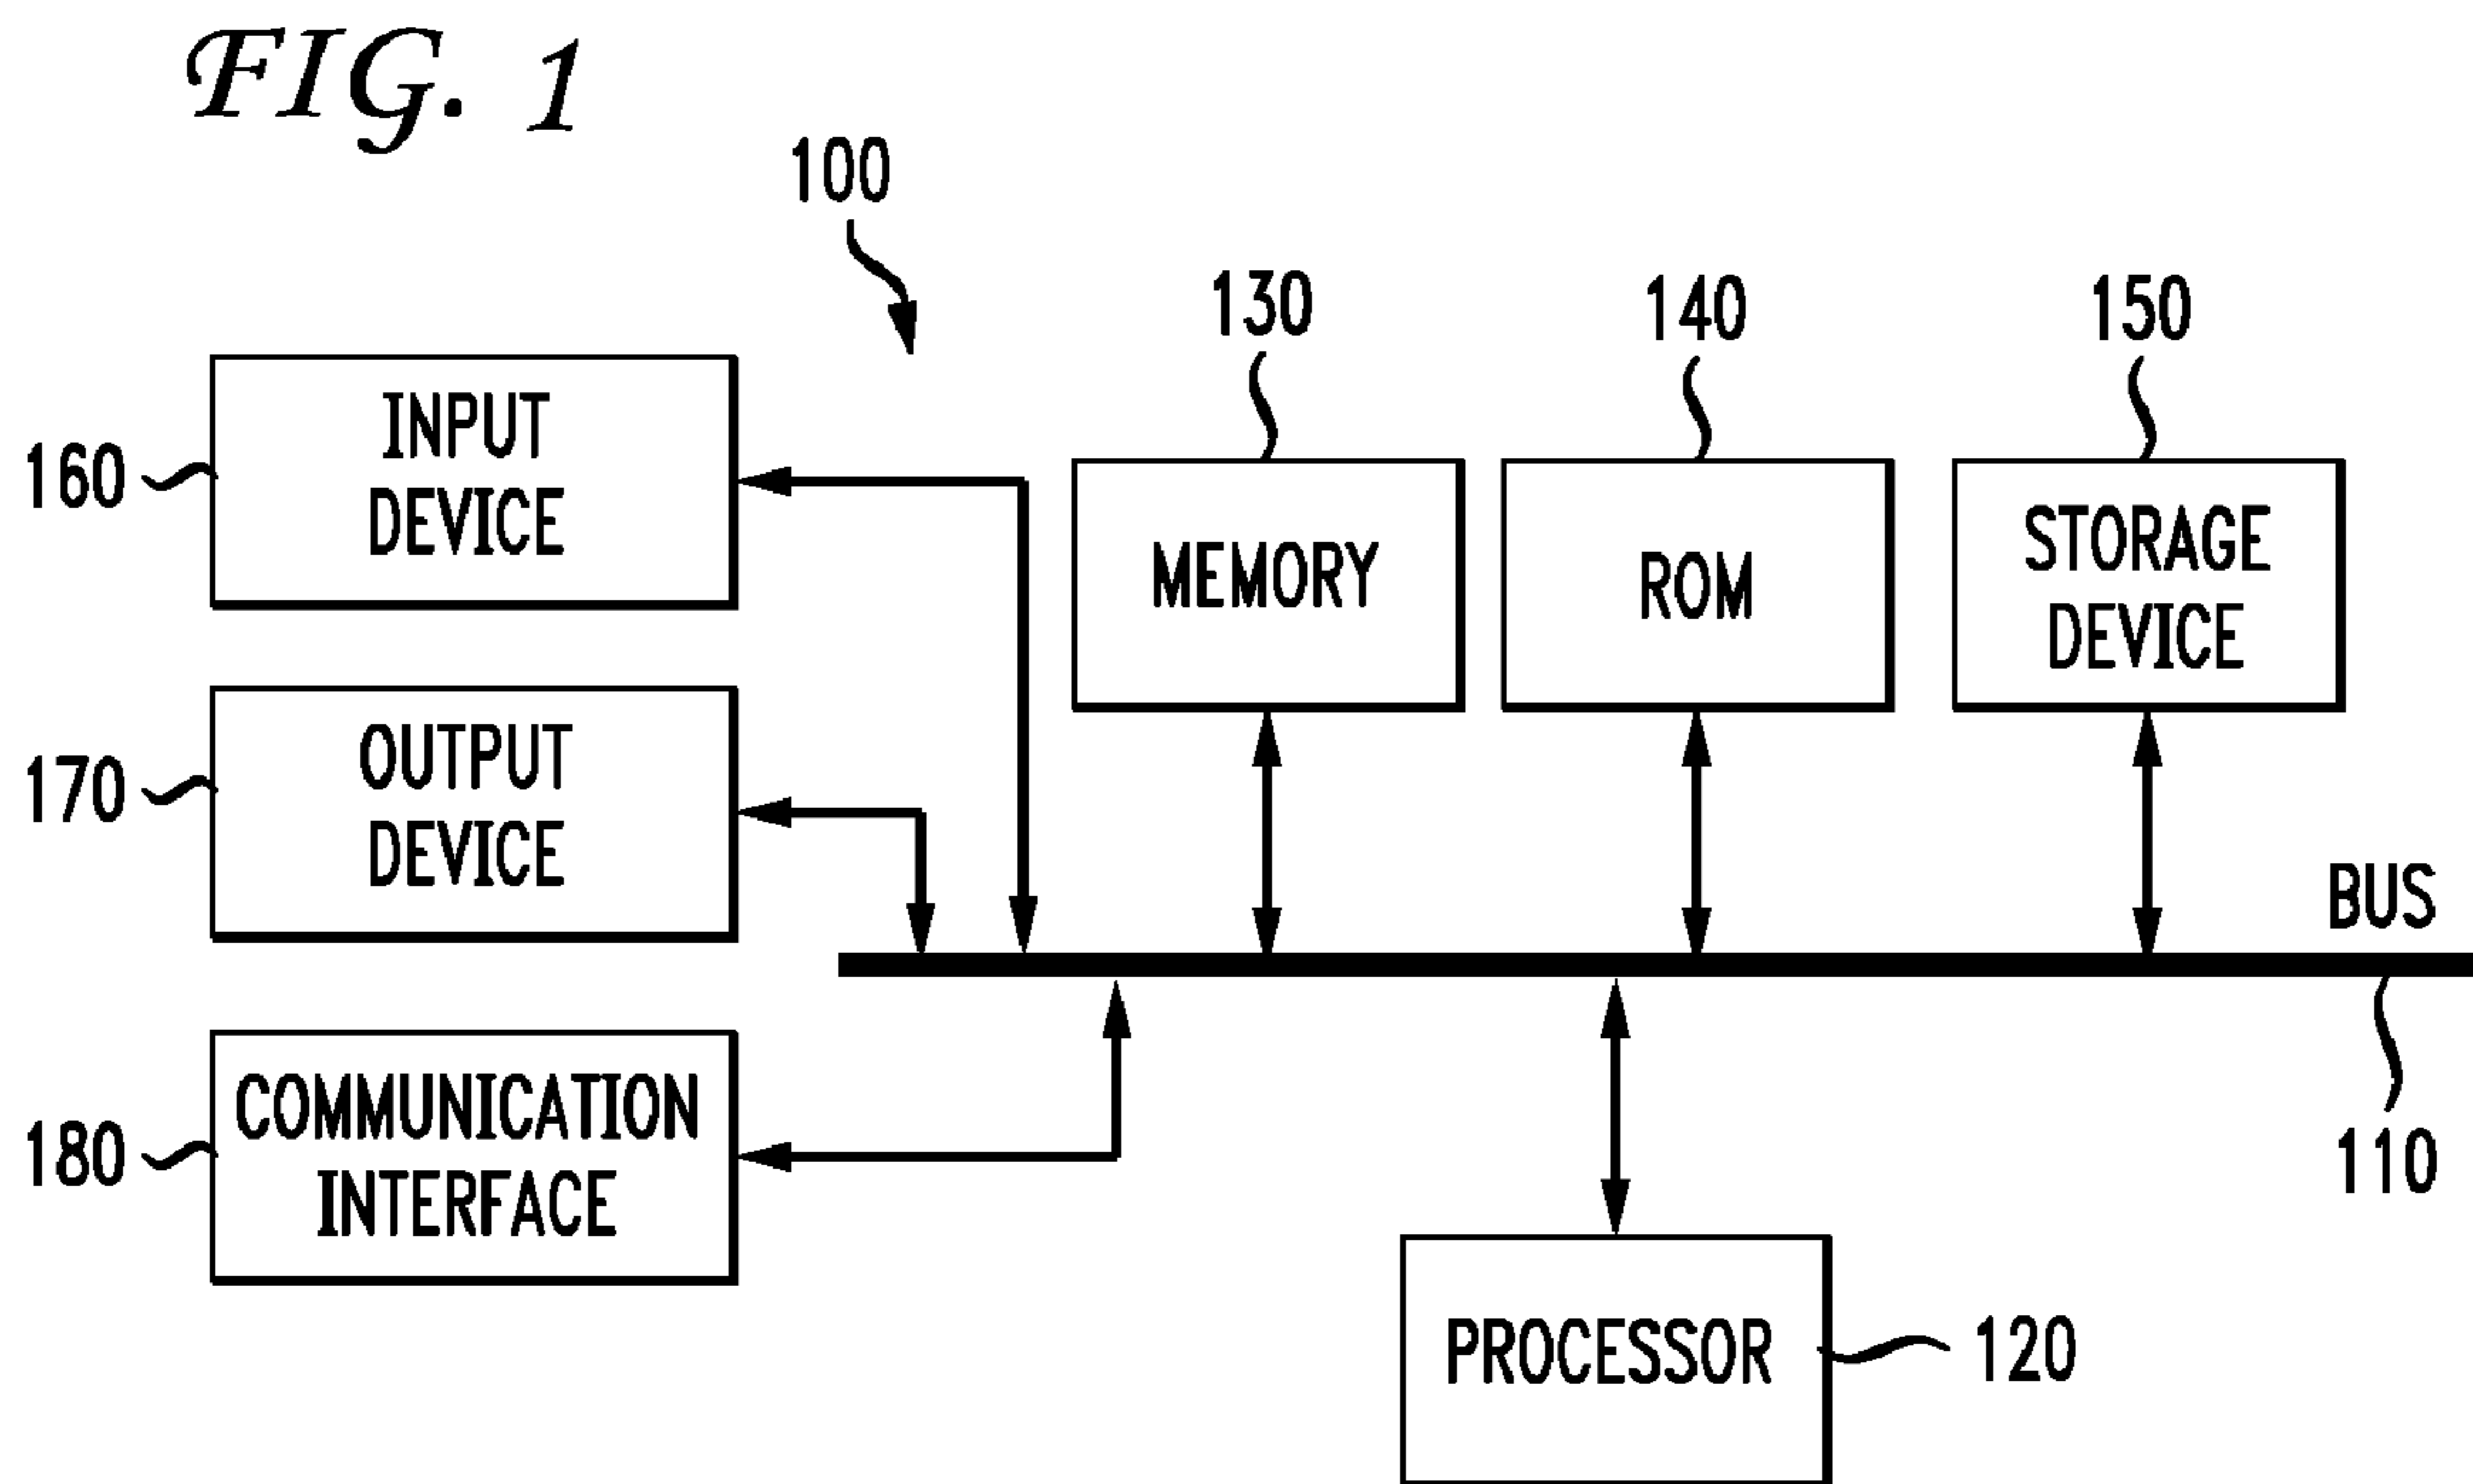 FIG. 1
100
130
140
150
160
INPUT
DEVICE
MEMORY
ROM
STORAGE
DEVICE
170
OUTPUT
DEVICE
BUS
180
COMMUNICATION
INTERFACE
110
PROCESSOR
120